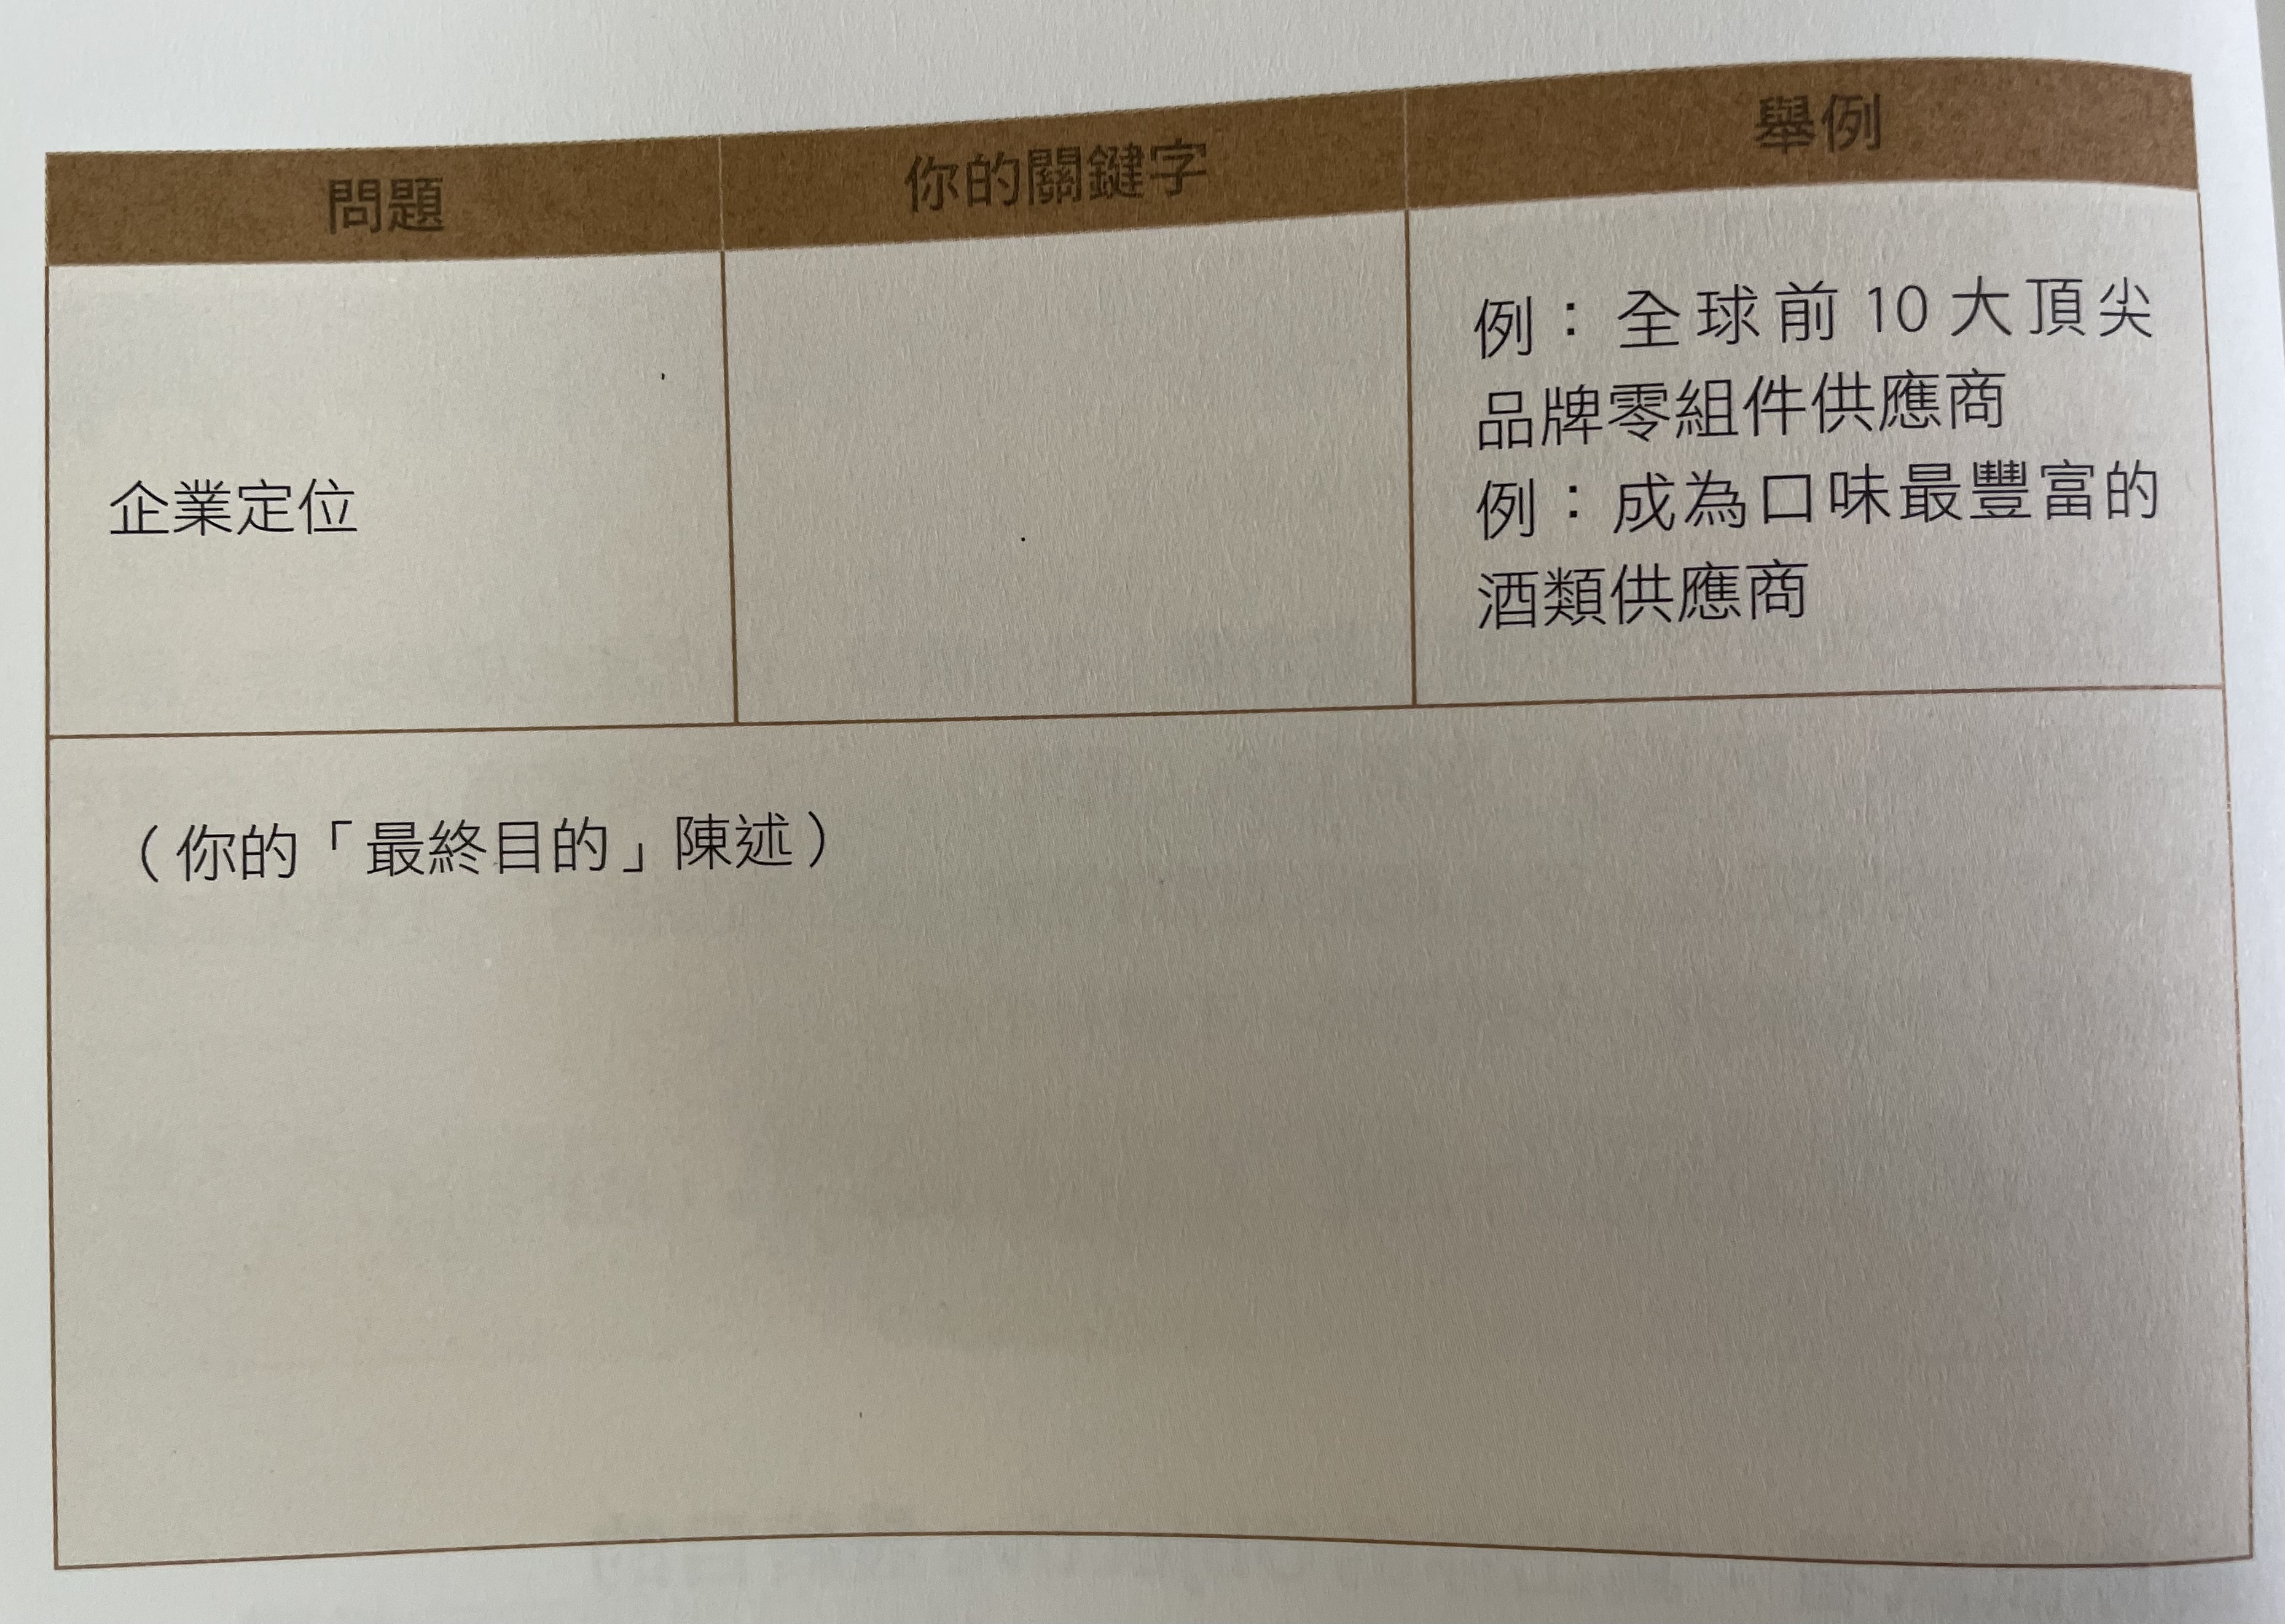 問題 你的關鍵字 舉例
企業定位
例：全球前10大頂尖
品牌零組件供應商
例：成為口味最豐富的
酒類供應商
（你的「最終目的」陳述）